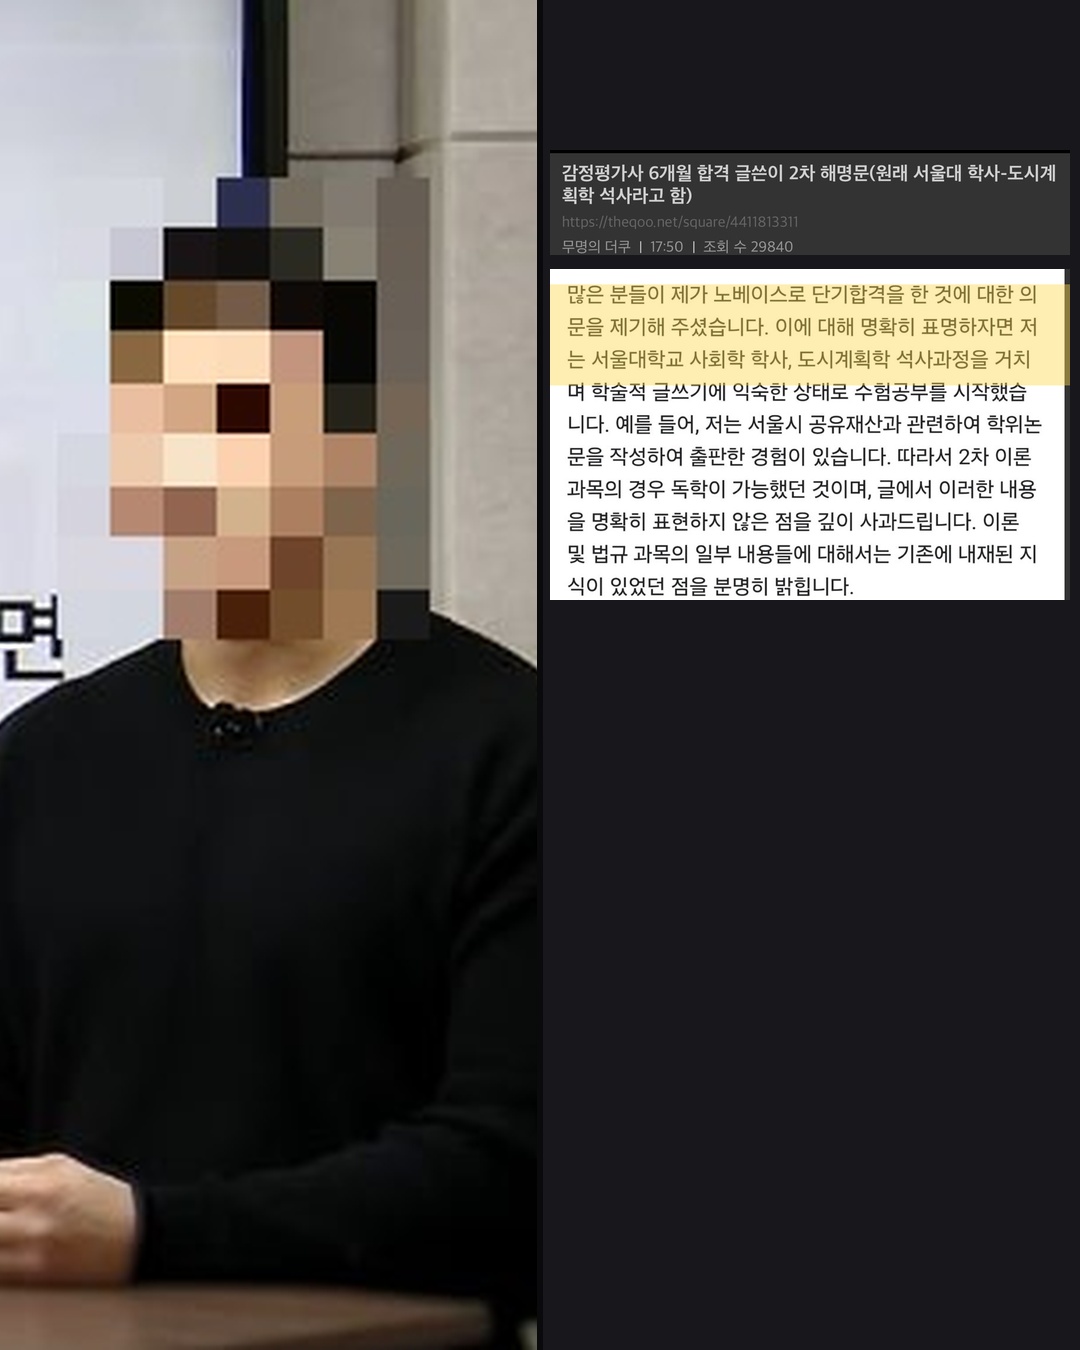 면
감정평가사 6개월 합격 글쓴이 2차 해명문(원래 서울대 학사-도시계
획학 석사라고 함)
https://theqoo.net/square/4411813311
무명의 더쿠 | 17:50 | 조회 수 29840
많은 분들이 제가 노베이스로 단기합격을 한 것에 대한 의
문을 제기해 주셨습니다. 이에 대해 명확히 표명하자면 저
는 서울대학교 사회학 학사, 도시계획학 석사과정을 거치
며 학술적 글쓰기에 익숙한 상태로 수험공부를 시작했습
니다. 예를 들어, 저는 서울시 공유재산과 관련하여 학위논
문을 작성하여 출판한 경험이 있습니다. 따라서 2차 이론
과목의 경우 독학이 가능했던 것이며, 글에서 이러한 내용
을 명확히 표현하지 않은 점을 깊이 사과드립니다. 이론
및 법규 과목의 일부 내용들에 대해서는 기존에 내재된 지
식이 있었던 점을 분명히 밝힙니다.